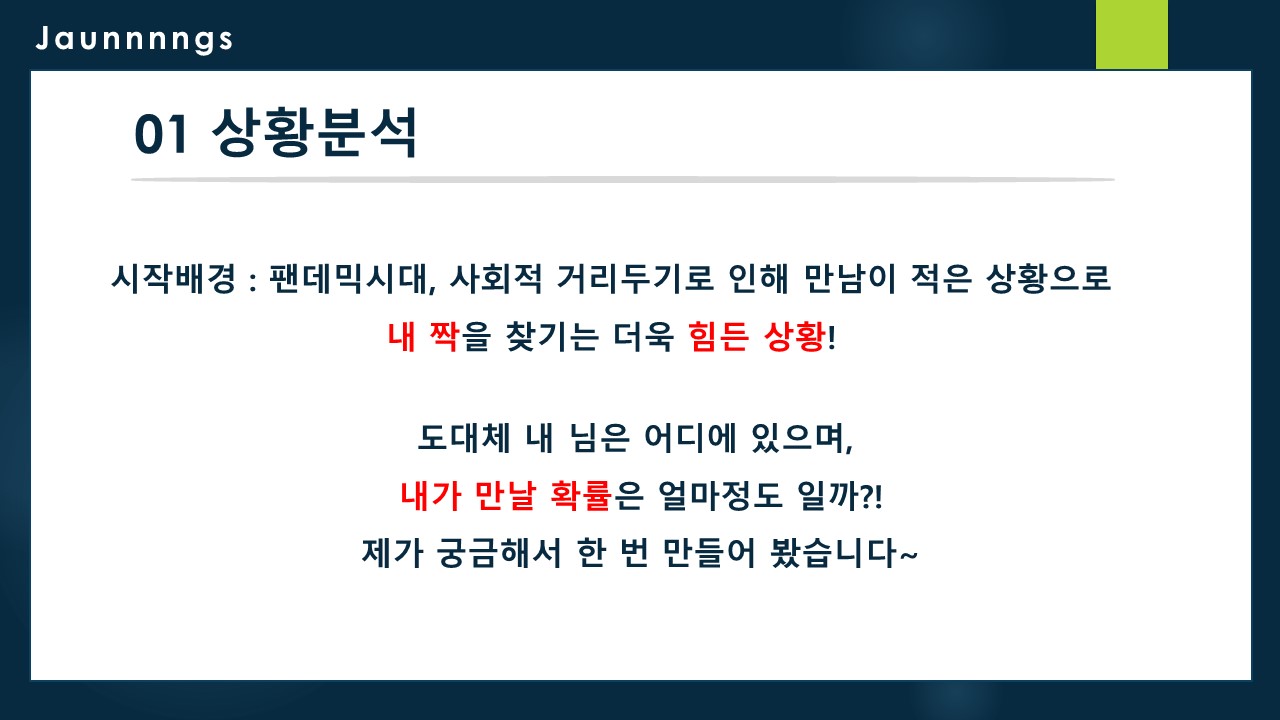 Jaunnnngs
01 상황분석
시작배경 : 팬데믹시대, 사회적 거리두기로 인해 만남이 적은 상황으로
내 짝을 찾기는 더욱 힘든 상황!
도대체 내 님은 어디에 있으며,
내가 만날 확률은 얼마정도 일까?!
제가 궁금해서 한 번 만들어 봤습니다~